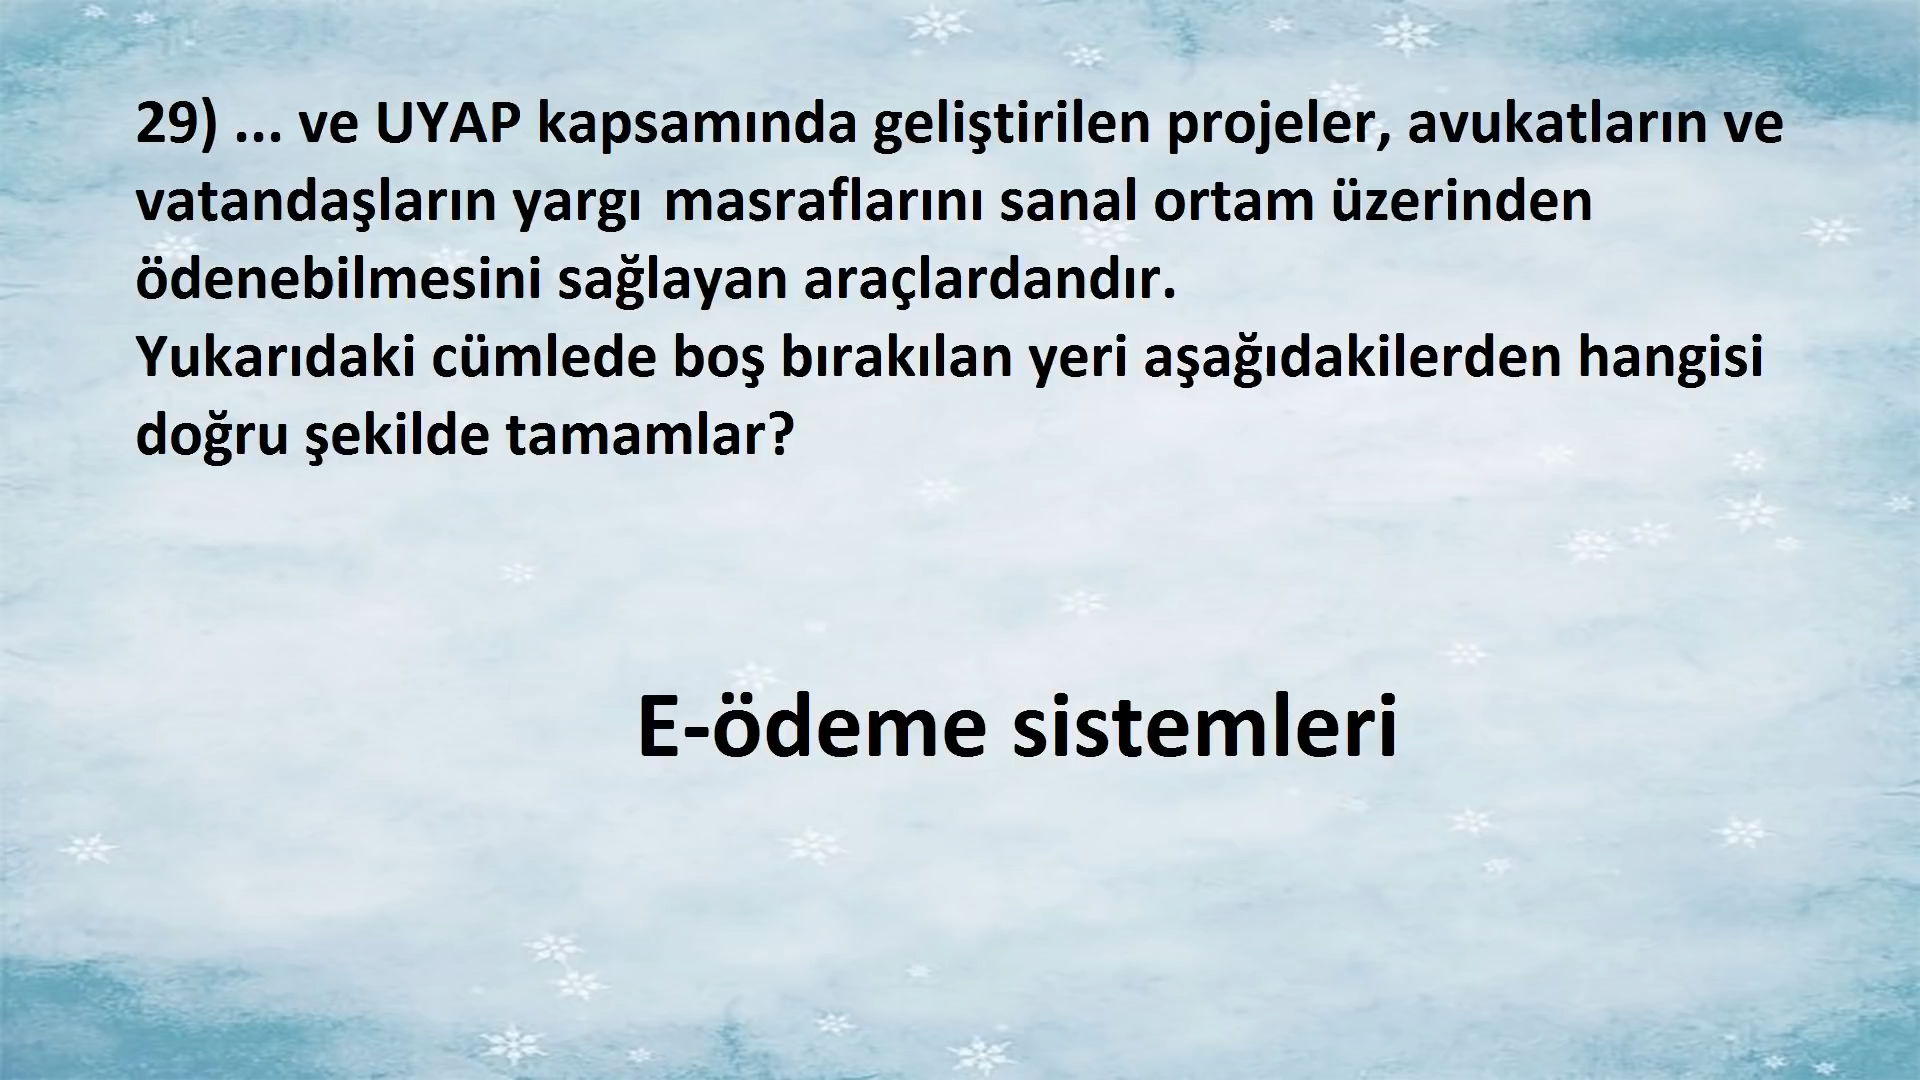 29) ... ve UYAP kapsamında geliştirilen projeler, avukatların ve
vatandaşların yargı masraflarını sanal ortam üzerinden
ödenebilmesini sağlayan araçlardandır.
Yukarıdaki cümlede boş bırakılan yeri aşağıdakilerden hangisi
doğru şekilde tamamlar?
E-ödeme sistemleri